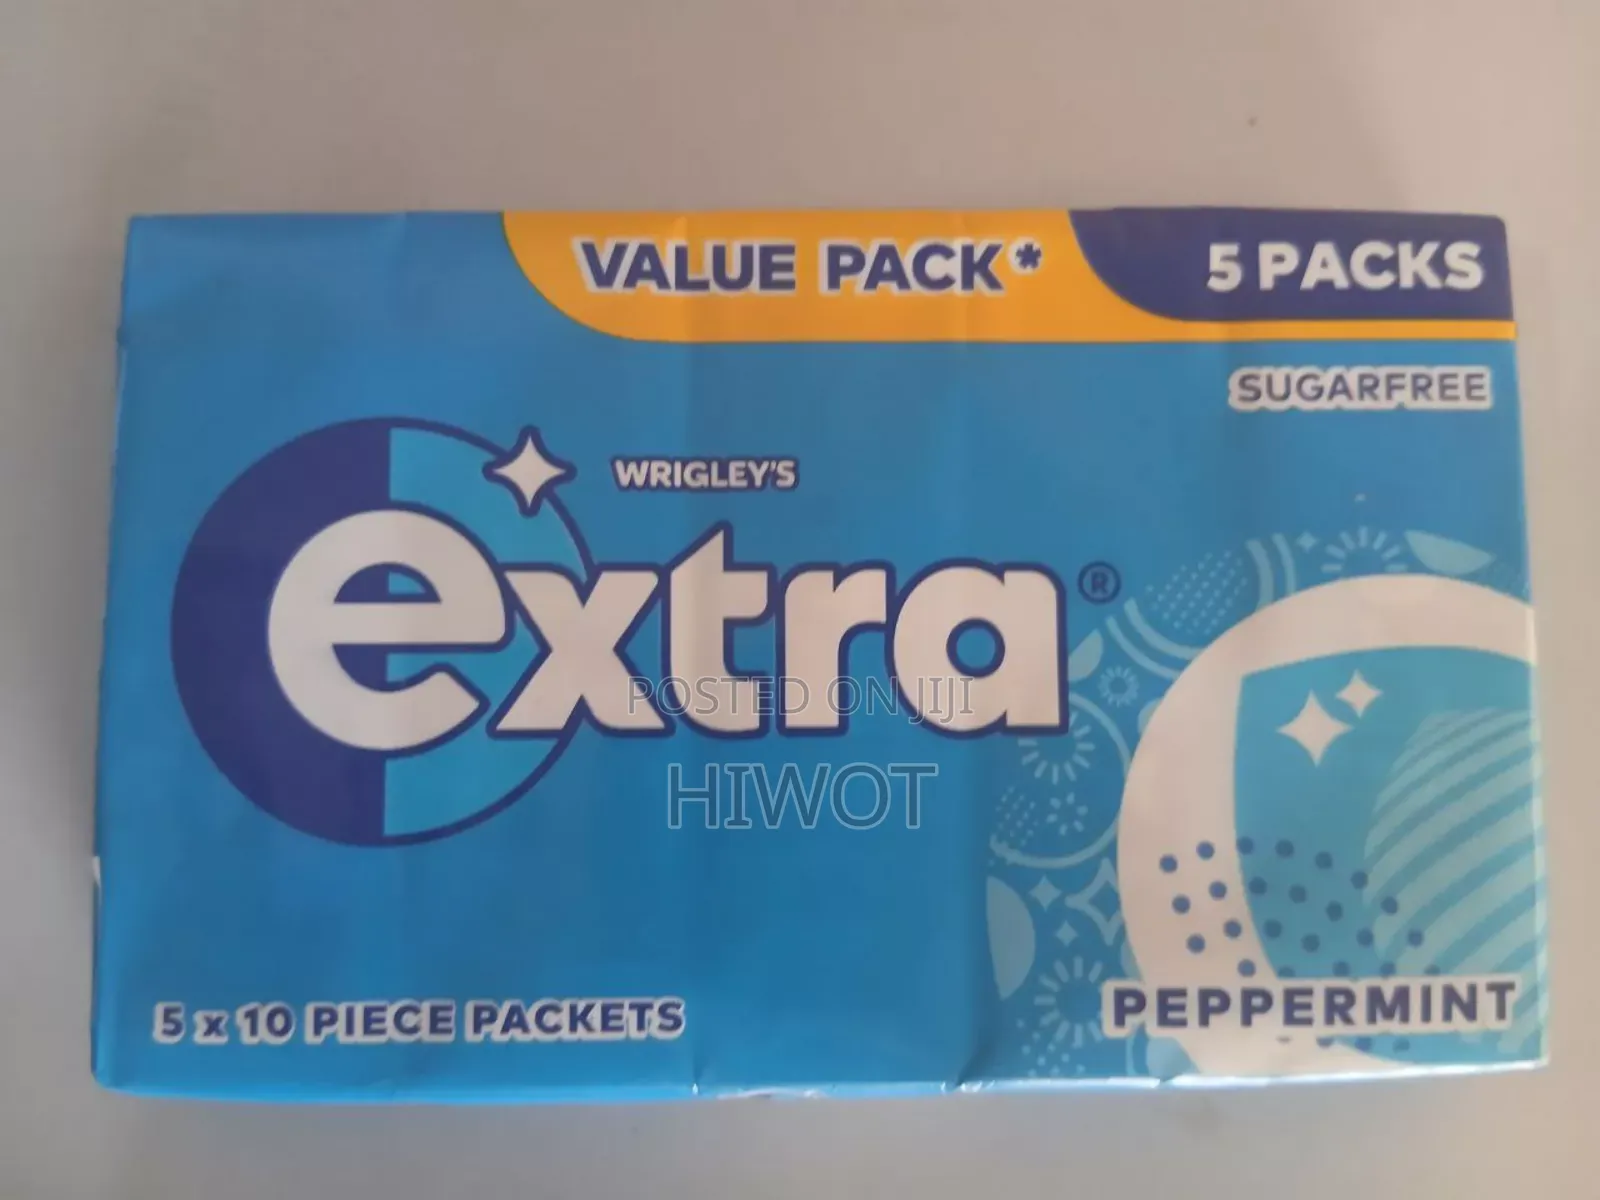 VALUE PACK*
5 PACKS
SUGARFREE
WRIGLEY'S
extra®
POSTED ON JIJI
HIWOT
5 x 10 PIECE PACKETS
PEPPERMINT